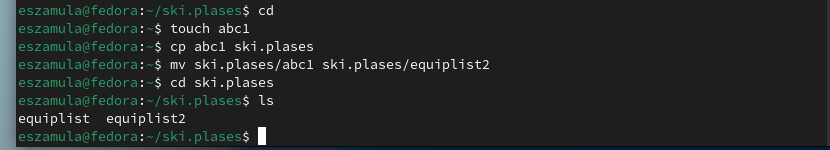 eszamula@fedora:~/ski.plases$ cd
eszamula@fedora:~$ touch abc1
eszamula@fedora:~$ cp abc1 ski.plases
eszamula@fedora:~$ mv ski.plases/abc1 ski.plases/equiplist2
eszamula@fedora:~$ cd ski.plases
eszamula@fedora:~/ski.plases$ ls
equiplist  equiplist2
eszamula@fedora:~/ski.plases$